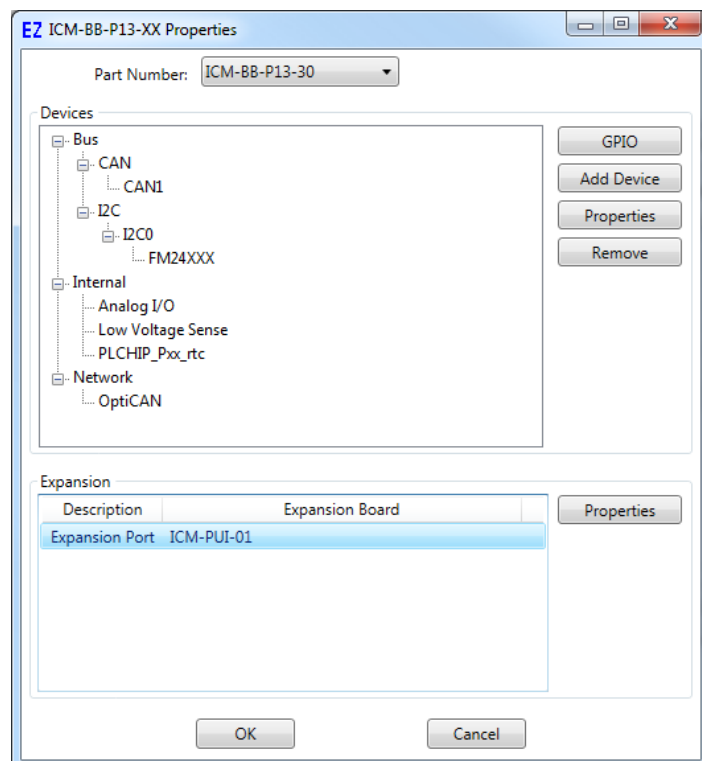 EZ ICM-BB-P13-XX Properties
Part Number: ICM-BB-P13-30
Devices
Bus
GPIO
CAN
Add Device
CAN1
I2C
Properties
I2C0
Remove
FM24XXX
Internal
Analog I/O
Low Voltage Sense
PLCHIP_Pxx_rtc
Network
OptiCAN
Expansion
Description Expansion Board
Properties
Expansion Port ICM-PUI-01
OK Cancel